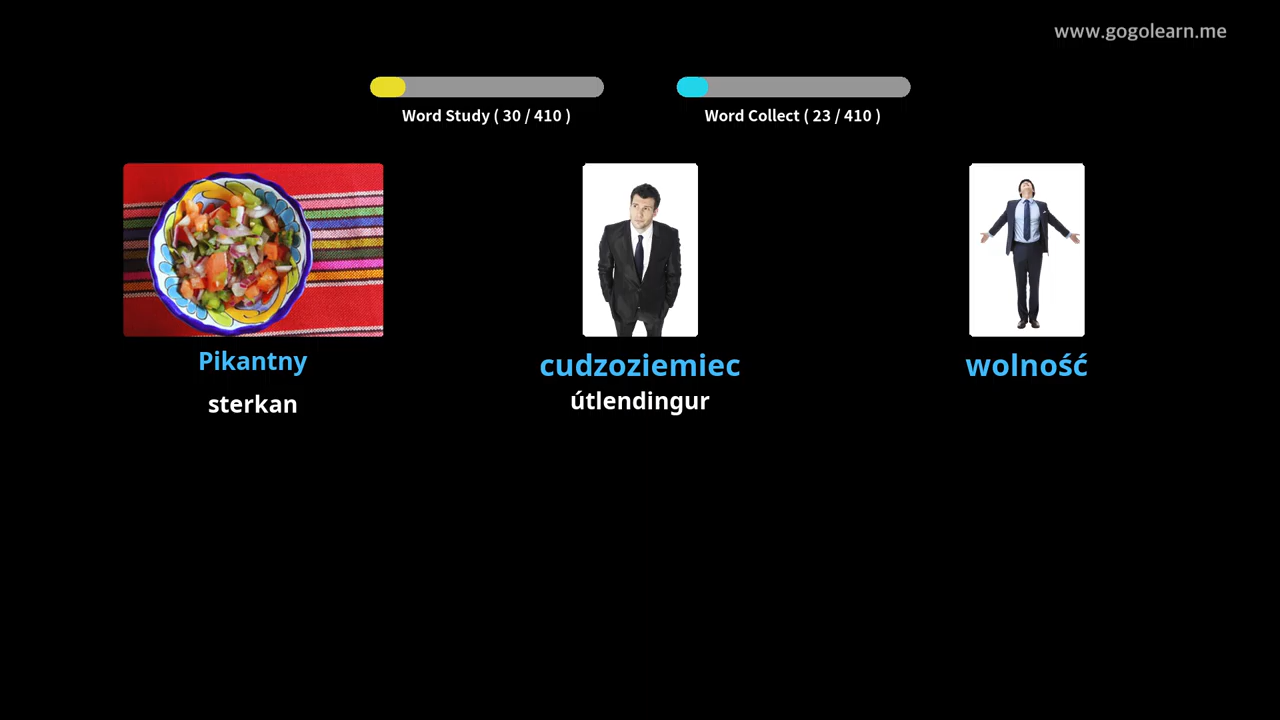 www.gogolearn.me
Word Study ( 30 / 410 )
Word Collect ( 23 / 410 )
Pikantny
sterkan
cudzoziemiec
útlendingur
wolność